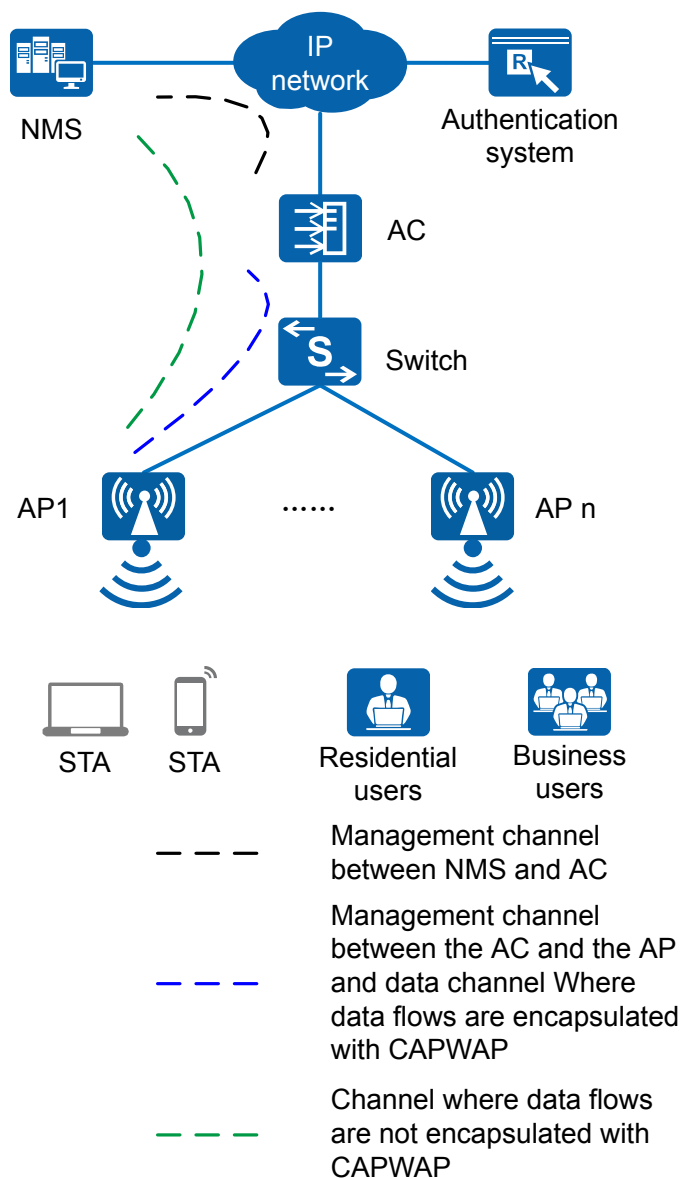 IP
network
NMS
R
Authentication
system
AC
S
Switch
AP1
......
AP n
STA
STA
Residential
users
Business
users
Management channel
between NMS and AC
Management channel
between the AC and the AP
and data channel Where
data flows are encapsulated
with CAPWAP
Channel where data flows
are not encapsulated with
CAPWAP